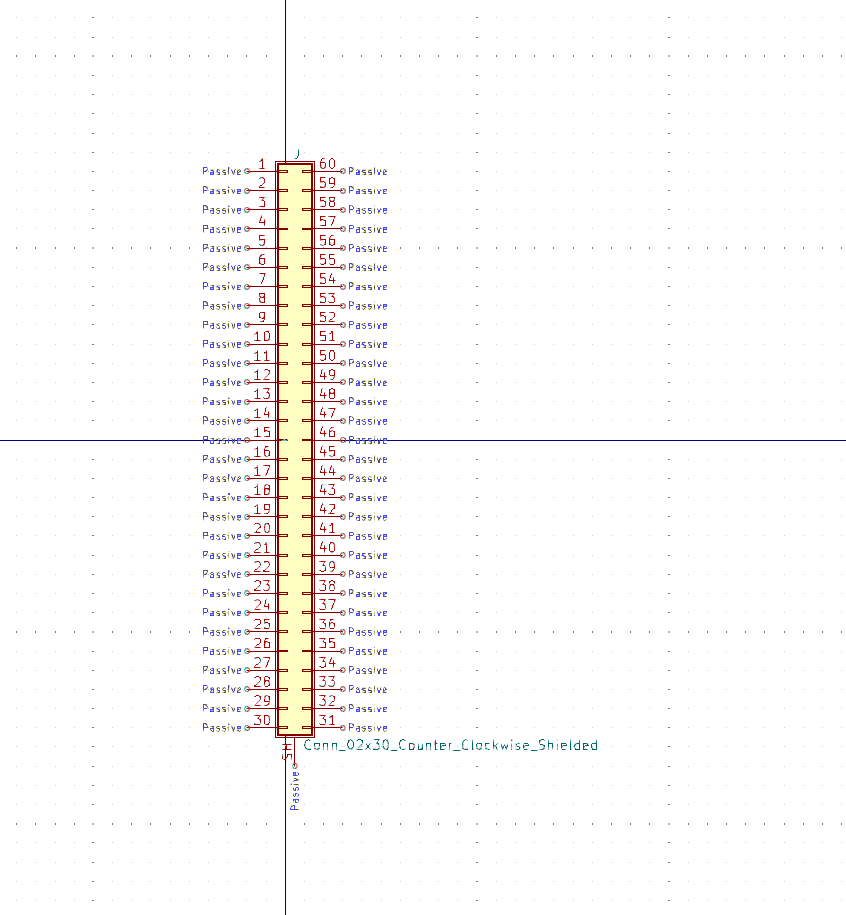 J
Passive 1 60 Passive
Passive 2 59 Passive
Passive 3 58 Passive
Passive 4 57 Passive
Passive 5 56 Passive
Passive 6 55 Passive
Passive 7 54 Passive
Passive 8 53 Passive
Passive 9 52 Passive
Passive 10 51 Passive
Passive 11 50 Passive
Passive 12 49 Passive
Passive 13 48 Passive
Passive 14 47 Passive
Passive 15 46 Passive
Passive 16 45 Passive
Passive 17 44 Passive
Passive 18 43 Passive
Passive 19 42 Passive
Passive 20 41 Passive
Passive 21 40 Passive
Passive 22 39 Passive
Passive 23 38 Passive
Passive 24 37 Passive
Passive 25 36 Passive
Passive 26 35 Passive
Passive 27 34 Passive
Passive 28 33 Passive
Passive 29 32 Passive
Passive 30 31 Passive
SH Conn_02x30_Counter_Clockwise_Shielded
Passive